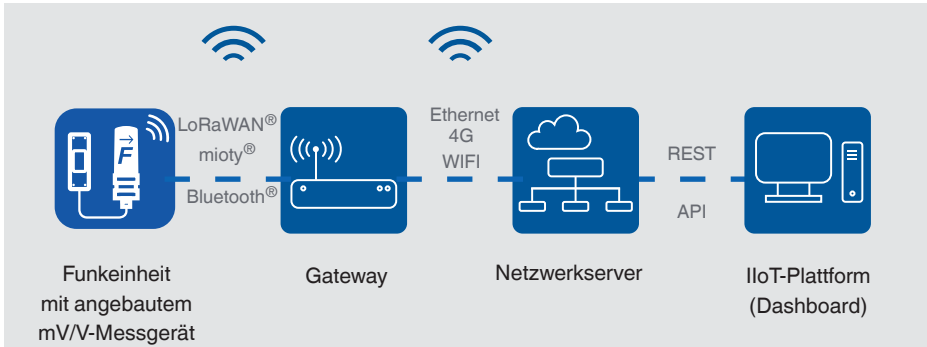 F
LoRaWAN®
mioty®
Bluetooth®
Ethernet
4G
WIFI
REST
API
Funkeinheit
mit angebautem
mV/V-Messgerät
Gateway
Netzwerkserver
IIoT-Plattform
(Dashboard)